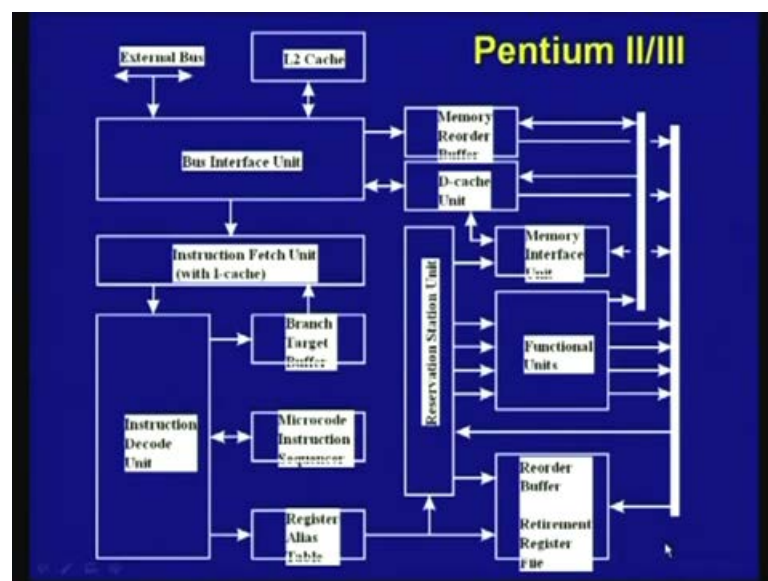 Pentium II/III
External Bus
L2 Cache
Bus Interface Unit
Memory
Reorder
Buffer
D-cache
Unit
Instruction Fetch Unit
(with I-cache)
Memory
Interface
Unit
Reservation Station Unit
Branch
Target
Buffer
Functional
Units
Instruction
Decode
Unit
Microcode
Instruction
Sequencer
Register
Alias
Table
Reorder
Buffer
Retirement
Register
File